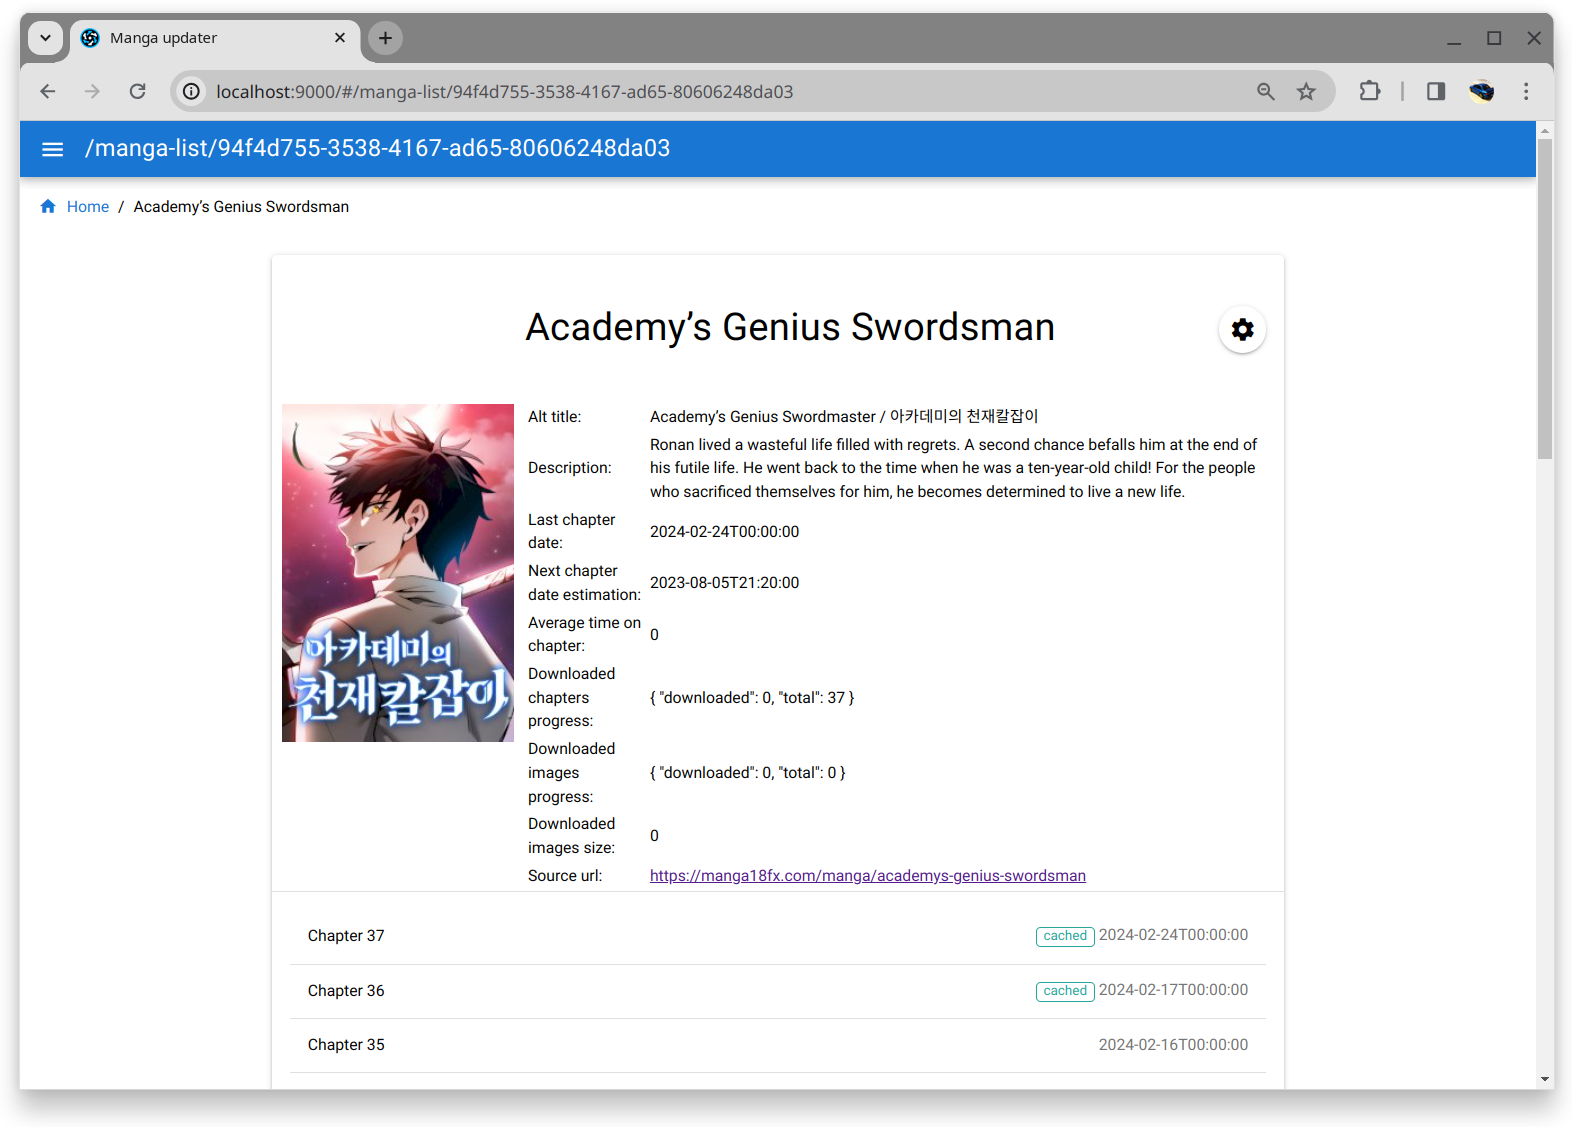 Manga updater
localhost:9000/#/manga-list/94f4d755-3538-4167-ad65-80606248da03
/manga-list/94f4d755-3538-4167-ad65-80606248da03
Home / Academy’s Genius Swordsman
Academy’s Genius Swordsman
아카데미의
천재칼잡이
Alt title: Academy’s Genius Swordmaster / 아카데미의 천재칼잡이
Description:
Ronan lived a wasteful life filled with regrets. A second chance befalls him at the end of
his futile life. He went back to the time when he was a ten-year-old child! For the people
who sacrificed themselves for him, he becomes determined to live a new life.
Last chapter
date:
2024-02-24T00:00:00
Next chapter
date estimation:
2023-08-05T21:20:00
Average time on
chapter:
0
Downloaded
chapters
progress:
{ "downloaded": 0, "total": 37 }
Downloaded
images
progress:
{ "downloaded": 0, "total": 0 }
Downloaded
images size:
0
Source url: https://manga18fx.com/manga/academys-genius-swordsman
Chapter 37 cached 2024-02-24T00:00:00
Chapter 36 cached 2024-02-17T00:00:00
Chapter 35 2024-02-16T00:00:00